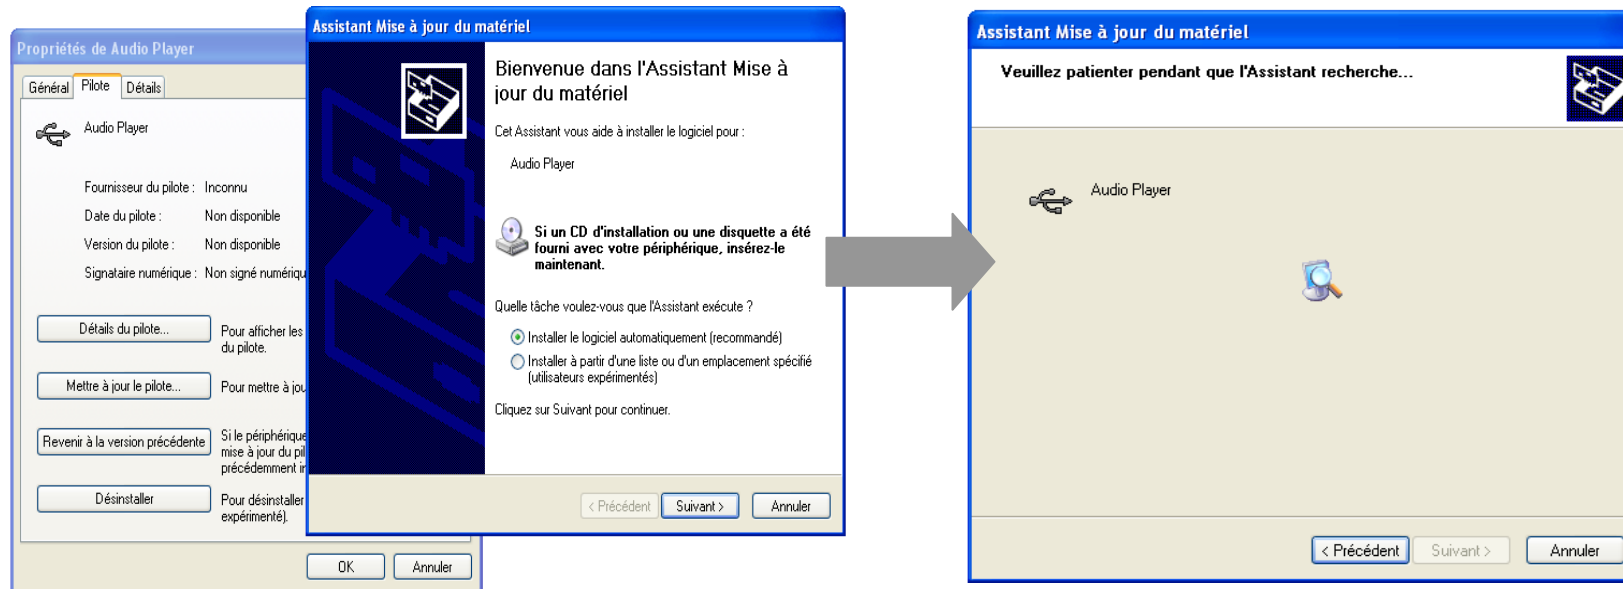 Propriétés de Audio Player
Général Pilote Détails
Audio Player
Fournisseur du pilote : Inconnu
Date du pilote : Non disponible
Version du pilote : Non disponible
Signataire numérique : Non signé
Détails du pilote... Pour afficher les
du pilote.
Mettre à jour le pilote... Pour mettre à
Revenir à la version précédente Si le périphérique
mise à jour du
précédemment
Désinstaller Pour désinstaller
expérimenté).
OK Annuler
Assistant Mise à jour du matériel
Bienvenue dans l'Assistant Mise à
jour du matériel
Cet Assistant vous aide à installer le logiciel pour :
Audio Player
Si un CD d'installation ou une disquette a été
fourni avec votre périphérique, insérez-le
maintenant.
Quelle tâche voulez-vous que l'Assistant exécute ?
Installer le logiciel automatiquement (recommandé)
Installer à partir d'une liste ou d'un emplacement spécifié
(utilisateurs expérimentés)
Cliquez sur Suivant pour continuer.
< Précédent Suivant > Annuler
Assistant Mise à jour du matériel
Veuillez patienter pendant que l'Assistant recherche...
Audio Player
< Précédent Suivant > Annuler